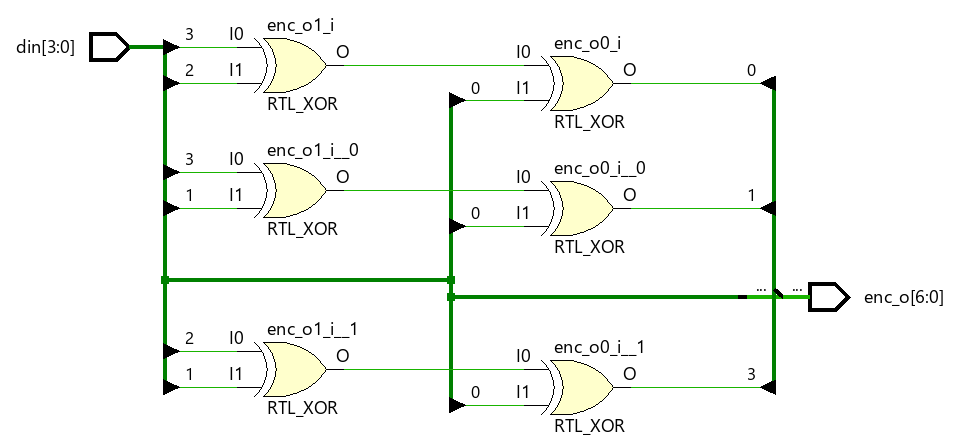 enc_o1_i
din[3:0]
3 I0
O
2 I1
RTL_XOR
enc_o0_i
I0
O
0
0 I1
RTL_XOR
enc_o1_i__0
3 I0
O
1 I1
RTL_XOR
enc_o0_i__0
I0
O
1
0 I1
RTL_XOR
... ...
enc_o[6:0]
enc_o1_i__1
2 I0
O
1 I1
RTL_XOR
enc_o0_i__1
I0
O
3
0 I1
RTL_XOR